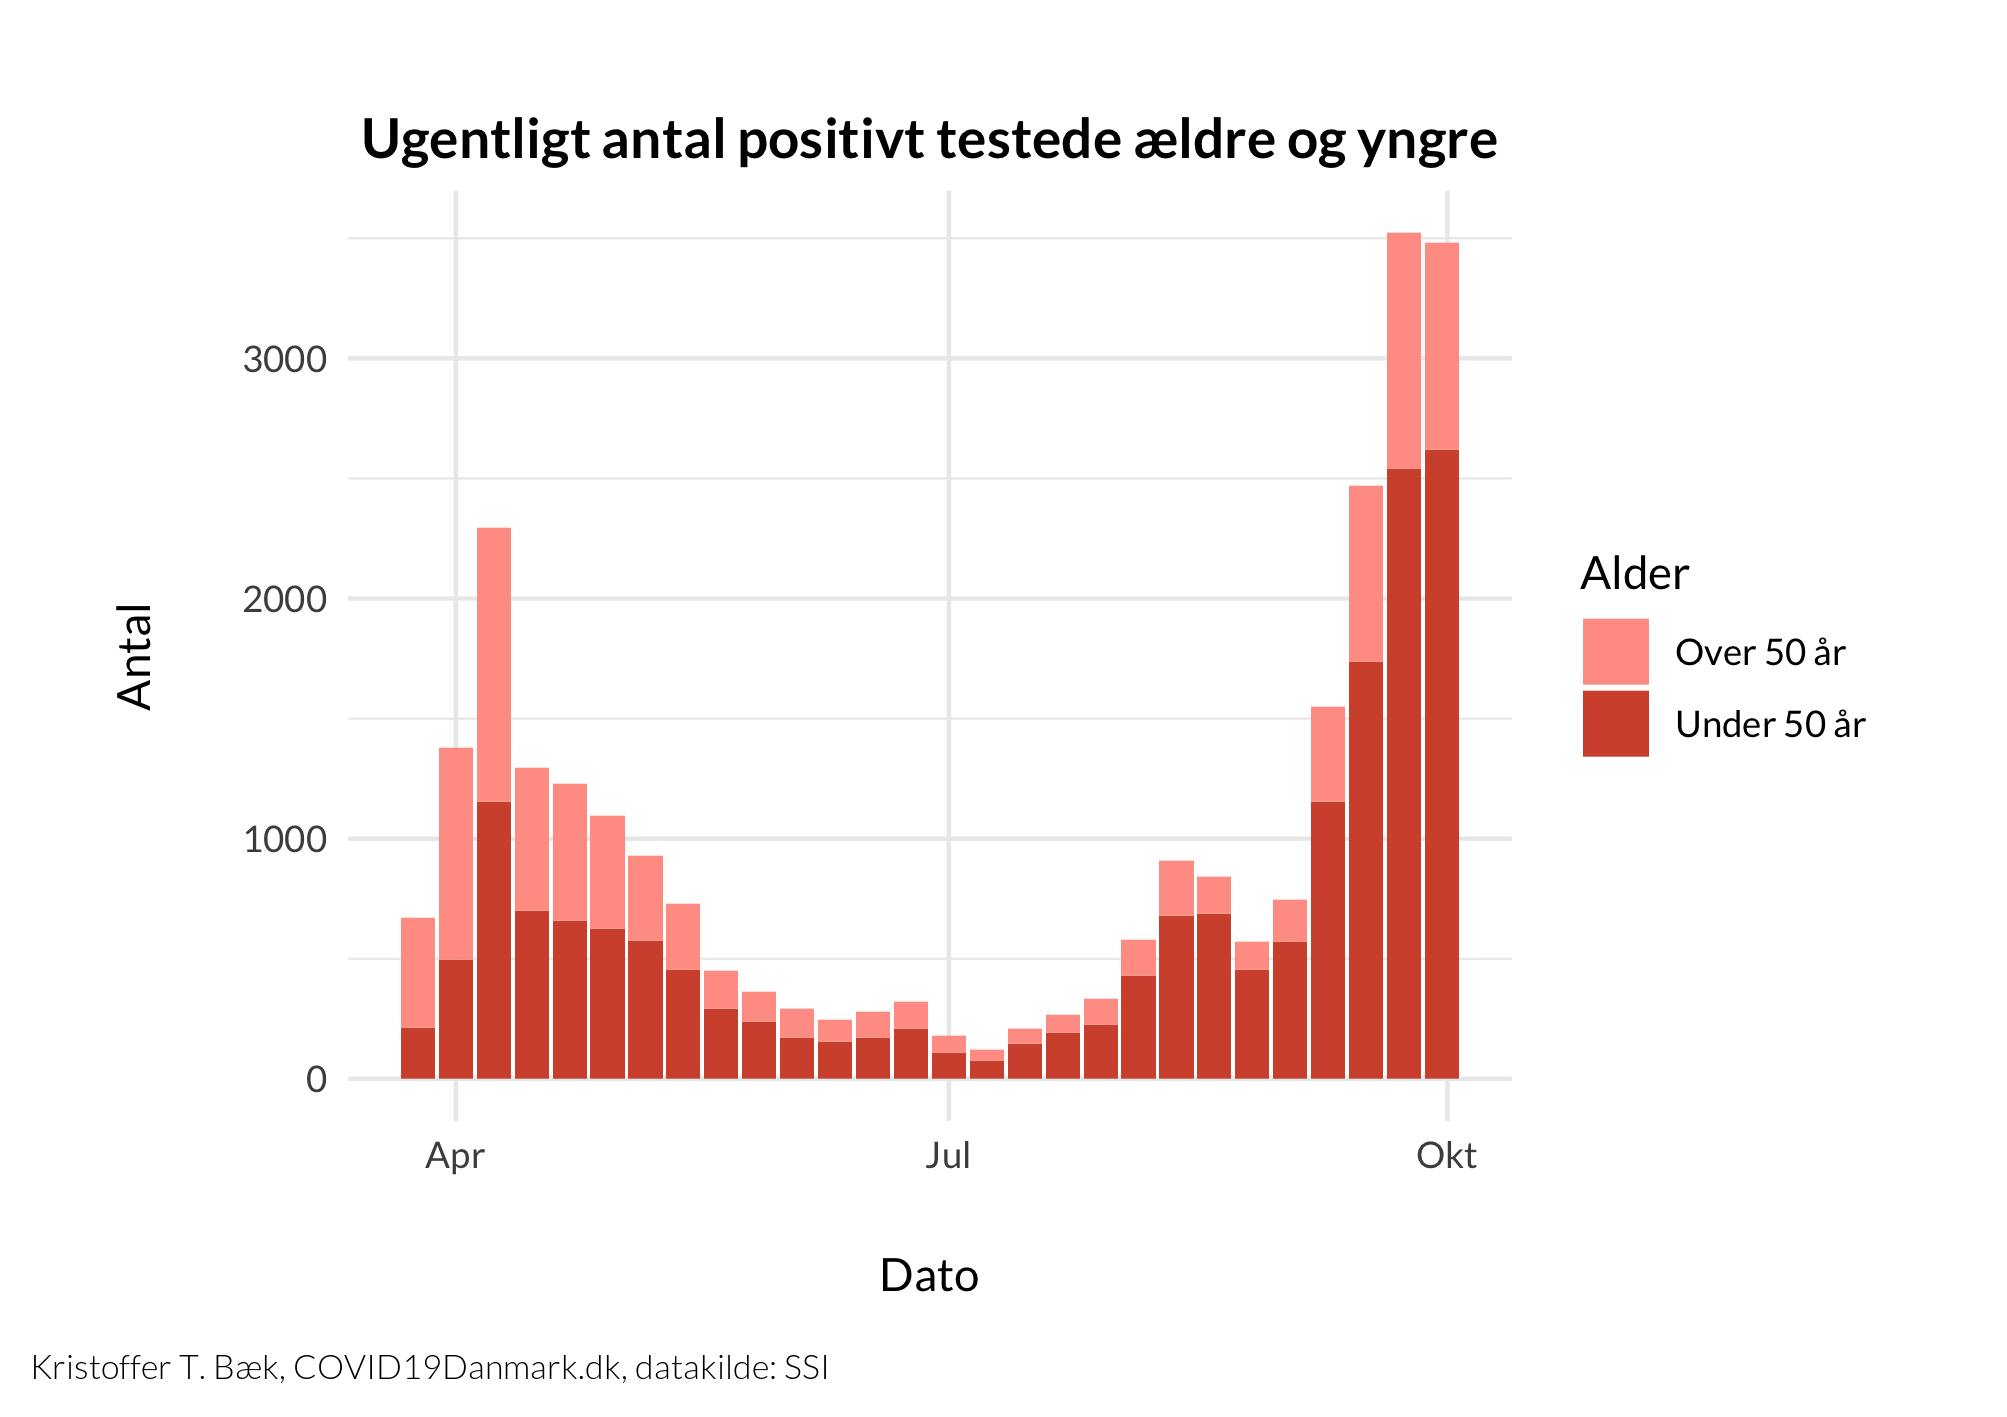 Ugentligt antal positivt testede ældre og yngre
Antal
3000
2000
1000
0
Apr
Jul
Okt
Dato
Alder
Over 50 år
Under 50 år
Kristoffer T. Bæk, COVID19Danmark.dk, datakilde: SSI